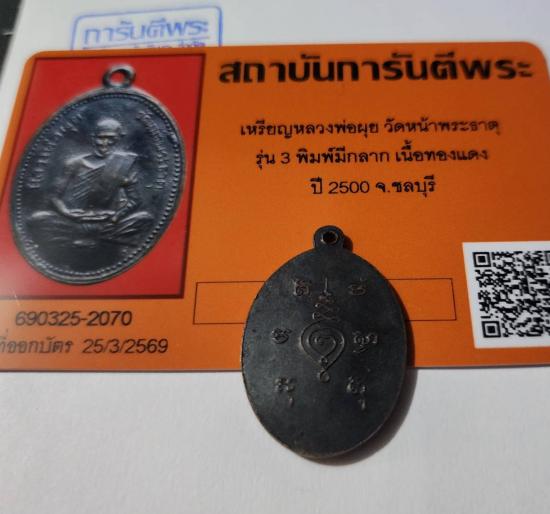 การันตีพระ
สถาบันการันตีพระ
เหรียญหลวงพ่อผุย วัดหน้าพระธาตุ
รุ่น 3 พิมพ์มีกลาก เนื้อทองแดง
ปี 2500 จ.ชลบุรี
690325-2070
ที่ออกบัตร 25/3/2569